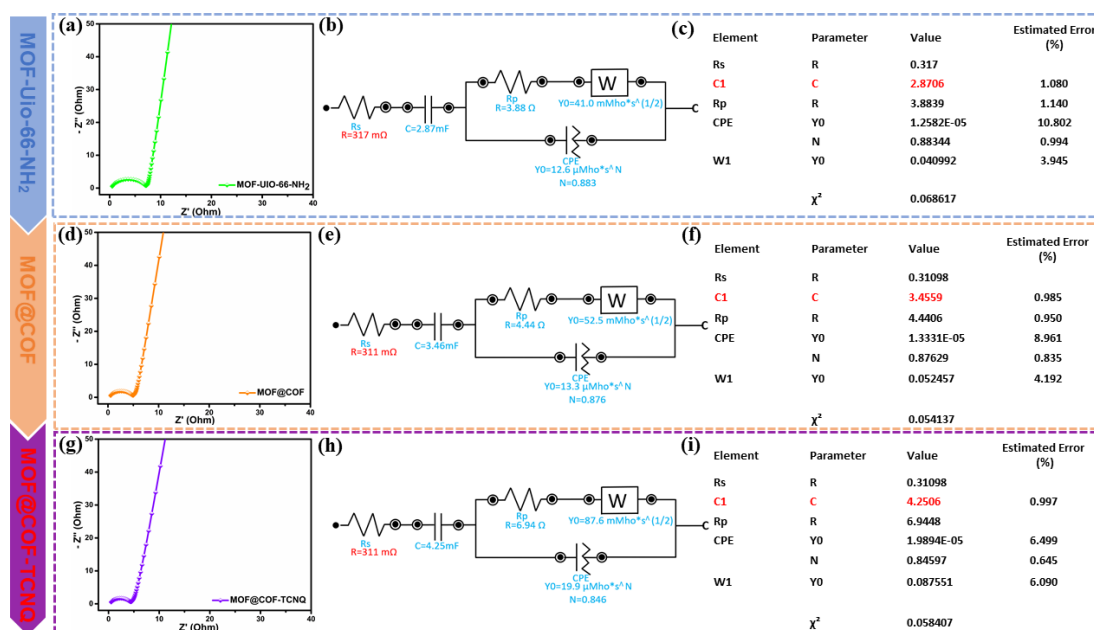 MOF-Uio-66-NH₂
(a)
50
40
30
20
10
0
- Z'' (Ohm)
MOF-UIO-66-NH₂
0 10 20 30 40
Z' (Ohm)
(b)
Rs
R=317 mΩ
C=2.87mF
Rp
R=3.88 Ω
W
Y0=41.0 mMho*s^(1/2)
CPE
Y0=12.6 µMho*s^N
N=0.883
C
(c)
Element Parameter Value Estimated Error (%)
Rs R 0.317
C1 C 2.8706 1.080
Rp R 3.8839 1.140
CPE Y0 1.2582E-05 10.802
N 0.88344 0.994
W1 Y0 0.040992 3.945
χ² 0.068617
MOF@COF
(d)
50
40
30
20
10
0
- Z'' (Ohm)
MOF@COF
0 10 20 30 40
Z' (Ohm)
(e)
Rs
R=311 mΩ
C=3.46mF
Rp
R=4.44 Ω
W
Y0=52.5 mMho*s^(1/2)
CPE
Y0=13.3 µMho*s^N
N=0.876
C
(f)
Element Parameter Value Estimated Error (%)
Rs R 0.31098
C1 C 3.4559 0.985
Rp R 4.4406 0.950
CPE Y0 1.3331E-05 8.961
N 0.87629 0.835
W1 Y0 0.052457 4.192
χ² 0.054137
MOF@COF-TCNQ
(g)
50
40
30
20
10
0
- Z'' (Ohm)
MOF@COF-TCNQ
0 10 20 30 40
Z' (Ohm)
(h)
Rs
R=311 mΩ
C=4.25mF
Rp
R=6.94 Ω
W
Y0=87.6 mMho*s^(1/2)
CPE
Y0=19.9 µMho*s^N
N=0.846
C
(i)
Element Parameter Value Estimated Error (%)
Rs R 0.31098
C1 C 4.2506 0.997
Rp R 6.9448
CPE Y0 1.9894E-05 6.499
N 0.84597 0.645
W1 Y0 0.087551 6.090
χ² 0.058407